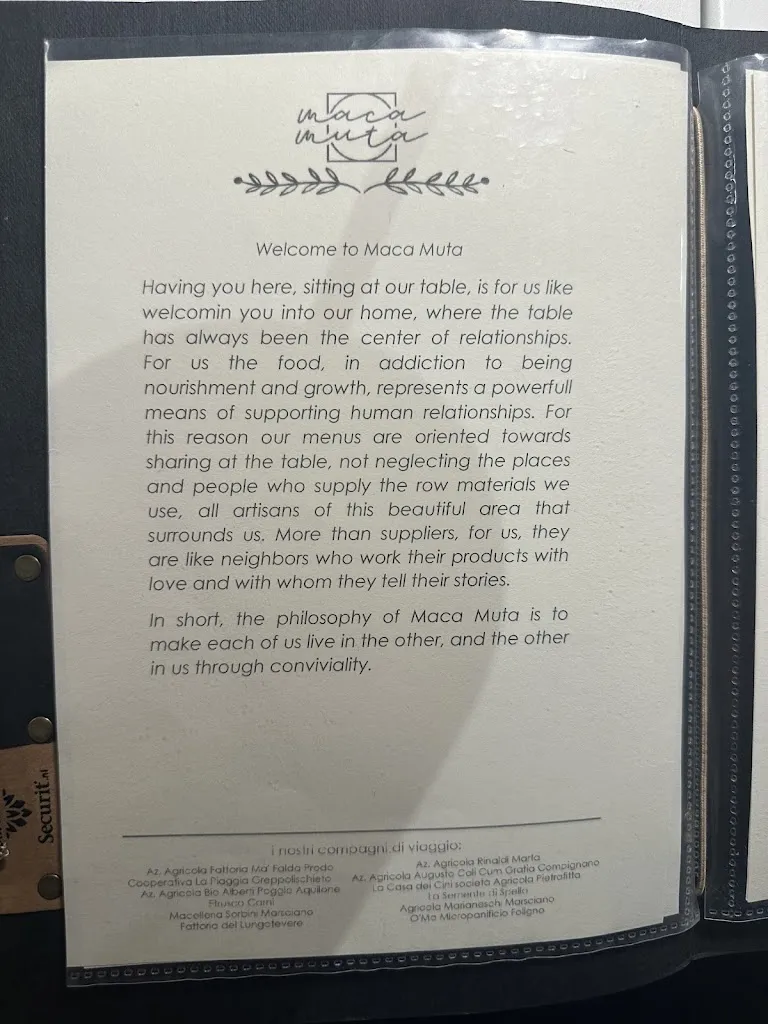 maca
muta
Welcome to Maca Muta
Having you here, sitting at our table, is for us like
welcomin you into our home, where the table
has always been the center of relationships.
For us the food, in addiction to being
nourishment and growth, represents a powerfull
means of supporting human relationships. For
this reason our menus are oriented towards
sharing at the table, not neglecting the places
and people who supply the row materials we
use, all artisans of this beautiful area that
surrounds us. More than suppliers, for us, they
are like neighbors who work their products with
love and with whom they tell their stories.
In short, the philosophy of Maca Muta is to
make each of us live in the other, and the other
in us through conviviality.
i nostri compagni di viaggio:
Az. Agricola Fattoria Ma' Falda Prodo
Cooperativa La Piaggia Greppolischieto
Az. Agricola Bio Alberi Poggio Aquilone
Etrusco Carni
Macelleria Sorbini Marsciano
Fattoria del Lungotevere
Az. Agricola Rinaldi Marta
Az. Agricola Augusto Coli Cum Gratia Compignano
La Casa dei Cini società Agricola Pietrafitta
La Semente di Spello
Agricola Marianeschi Marsciano
O'Ma Micropanificio Foligno
Securit.nl